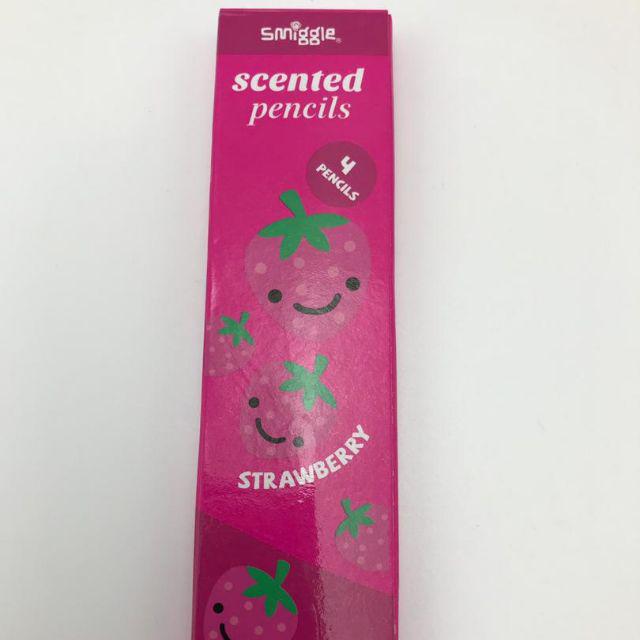 smiggle®
scented
pencils
4
PENCILS
STRAWBERRY